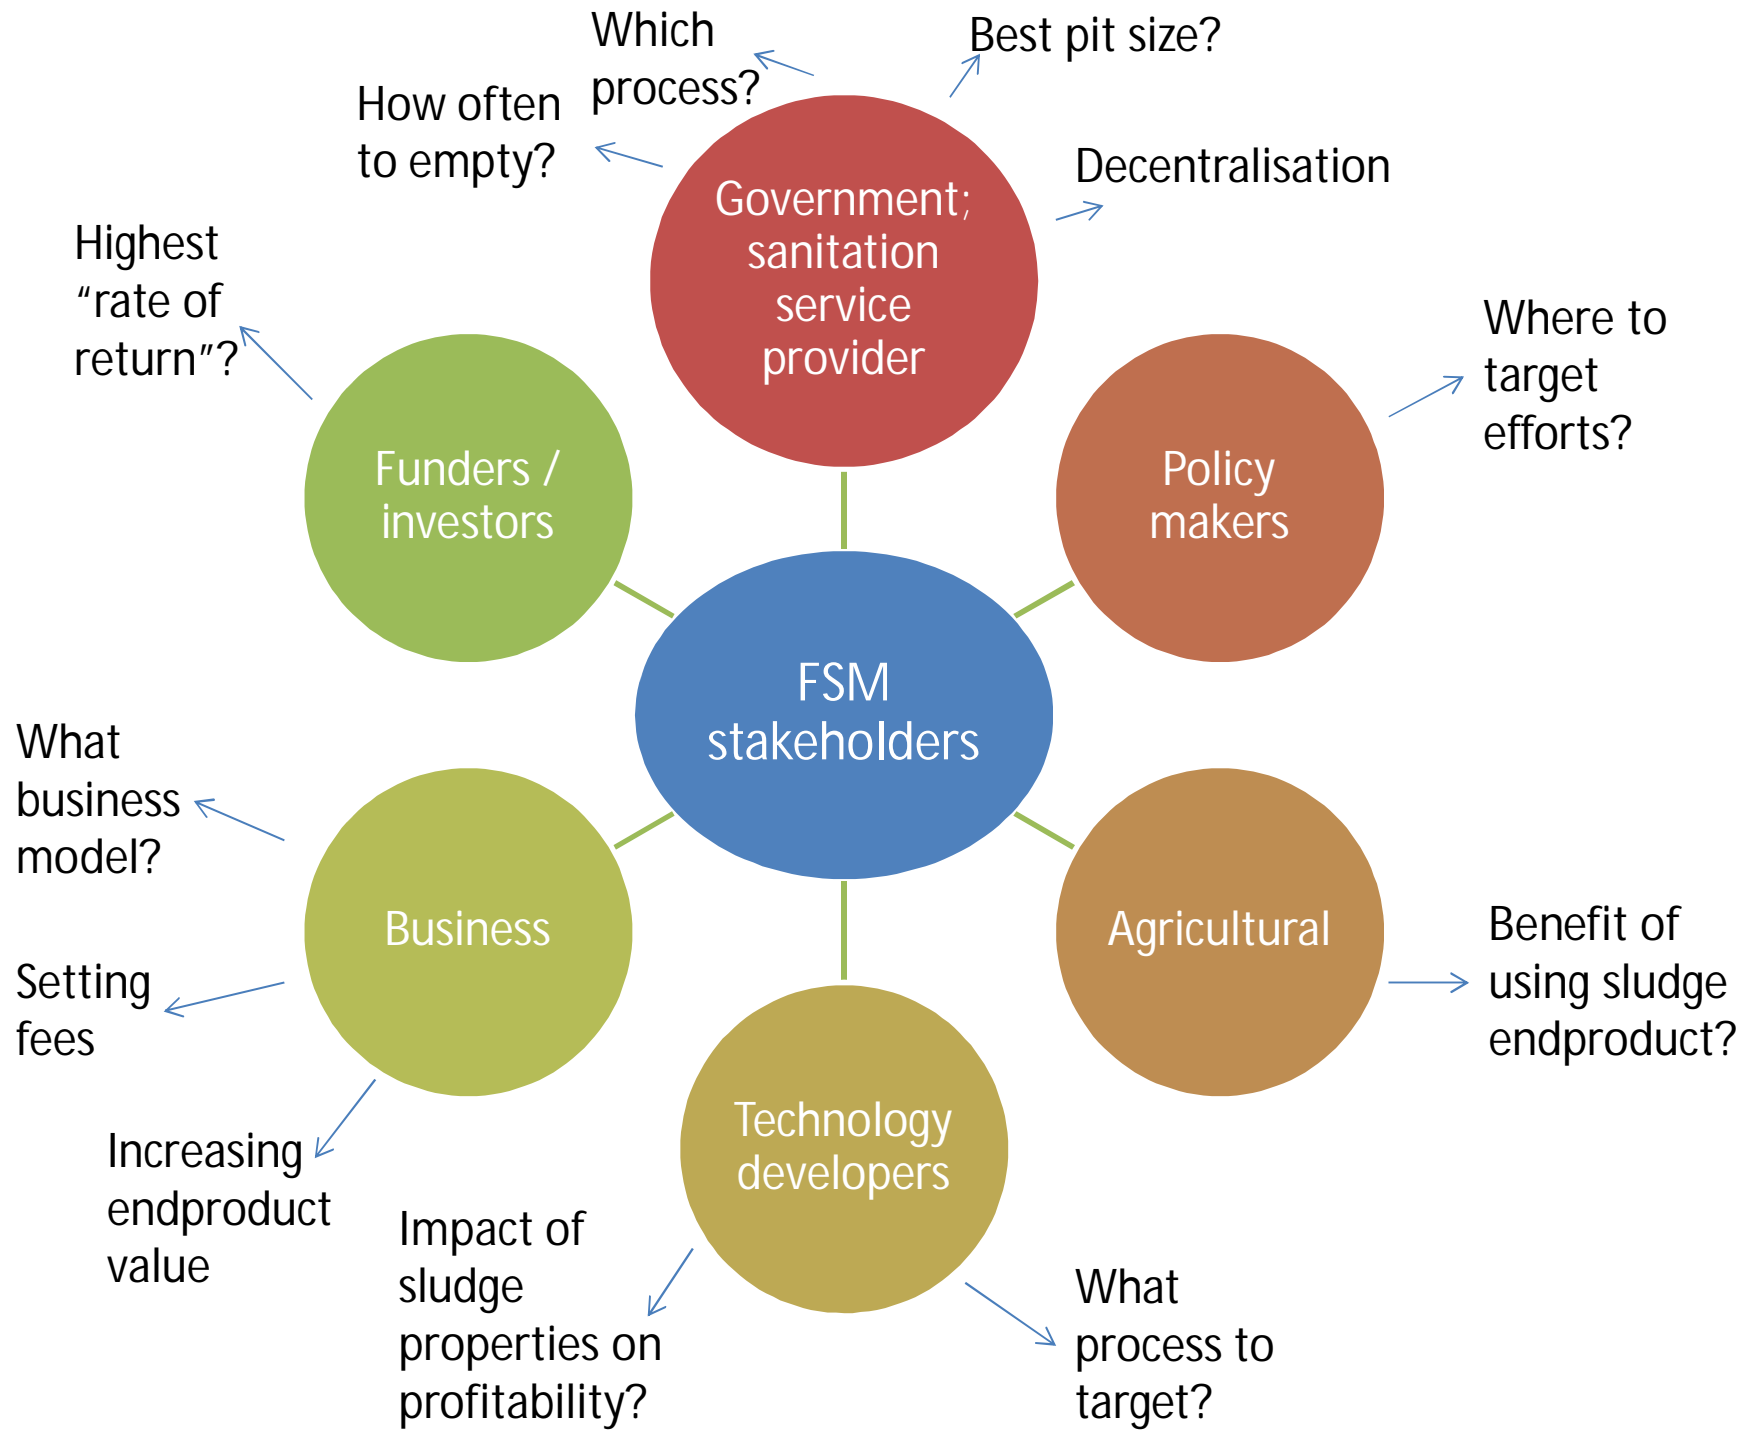 Which
process?
Best pit size?
How often
to empty?
Decentralisation
Government;
sanitation
service
provider
Highest
“rate of
return”?
Where to
target
efforts?
Funders /
investors
Policy
makers
FSM
stakeholders
What
business
model?
Business
Agricultural
Setting
fees
Benefit of
using sludge
endproduct?
Technology
developers
Increasing
endproduct
value
Impact of
sludge
properties on
profitability?
What
process to
target?